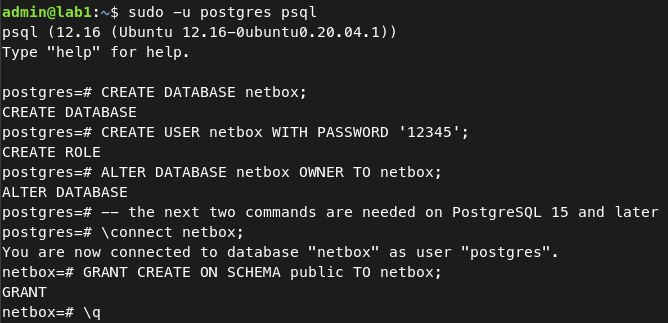 admin@lab1:~$ sudo -u postgres psql
psql (12.16 (Ubuntu 12.16-0ubuntu0.20.04.1))
Type "help" for help.

postgres=# CREATE DATABASE netbox;
CREATE DATABASE
postgres=# CREATE USER netbox WITH PASSWORD '12345';
CREATE ROLE
postgres=# ALTER DATABASE netbox OWNER TO netbox;
ALTER DATABASE
postgres=# -- the next two commands are needed on PostgreSQL 15 and later
postgres=# \connect netbox;
You are now connected to database "netbox" as user "postgres".
netbox=# GRANT CREATE ON SCHEMA public TO netbox;
GRANT
netbox=# \q